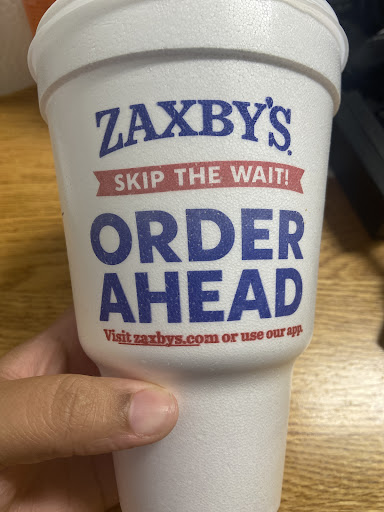 ZAXBY'S
SKIP THE WAIT!
ORDER
AHEAD
Visit zaxbys.com or use our app.